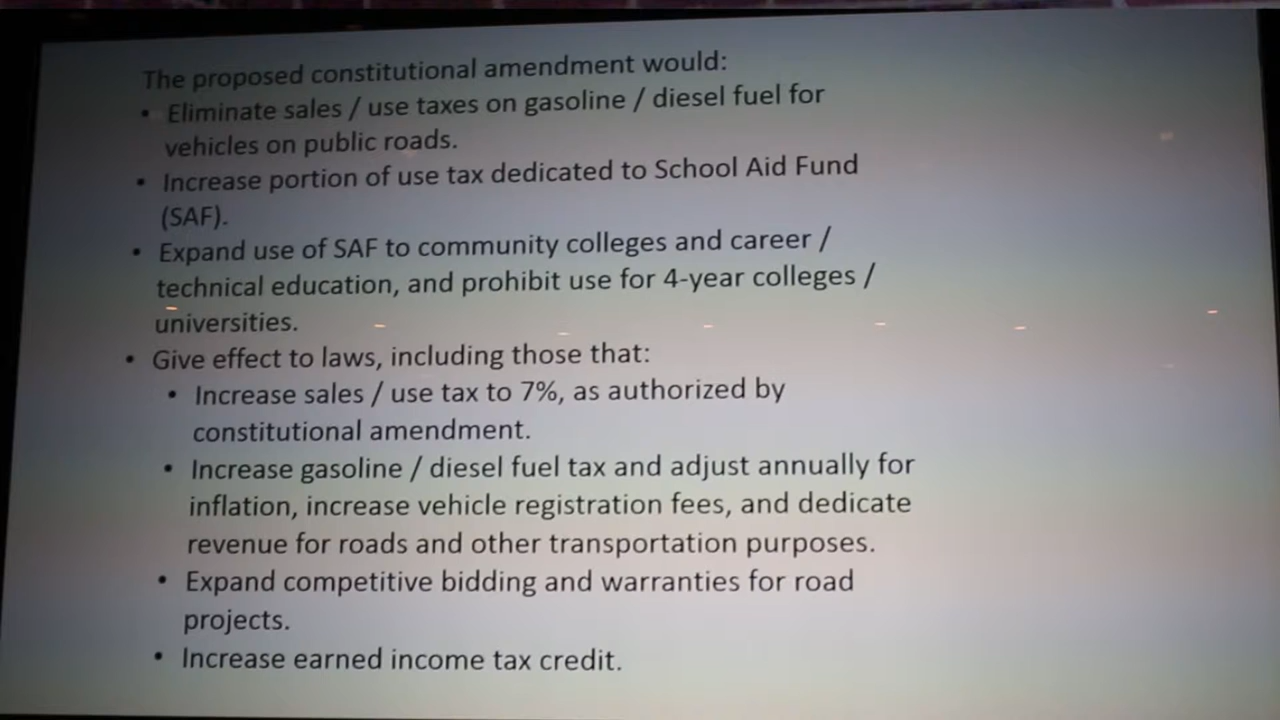 The proposed constitutional amendment would:
• Eliminate sales / use taxes on gasoline / diesel fuel for
vehicles on public roads.
• Increase portion of use tax dedicated to School Aid Fund
(SAF).
• Expand use of SAF to community colleges and career /
technical education, and prohibit use for 4-year colleges /
universities.
• Give effect to laws, including those that:
• Increase sales / use tax to 7%, as authorized by
constitutional amendment.
• Increase gasoline / diesel fuel tax and adjust annually for
inflation, increase vehicle registration fees, and dedicate
revenue for roads and other transportation purposes.
• Expand competitive bidding and warranties for road
projects.
• Increase earned income tax credit.